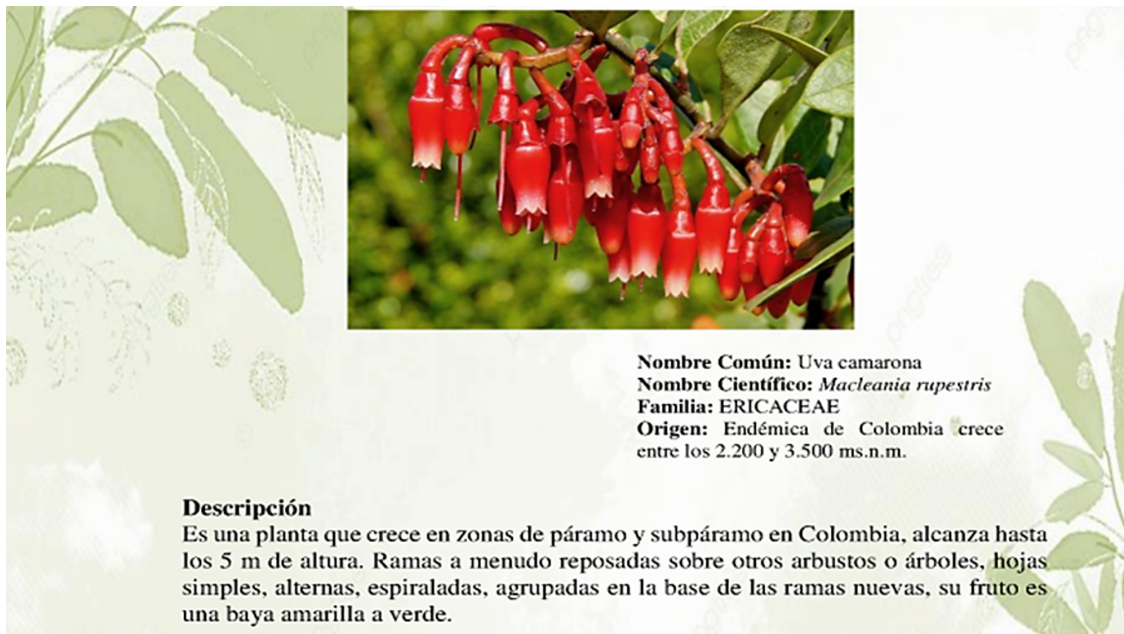 Nombre Común: Uva camarona
Nombre Científico: Macleania rupestris
Familia: ERICACEAE
Origen: Endémica de Colombia crece
entre los 2.200 y 3.500 ms.n.m.
Descripción
Es una planta que crece en zonas de páramo y subpáramo en Colombia, alcanza hasta
los 5 m de altura. Ramas a menudo reposadas sobre otros arbustos o árboles, hojas
simples, alternas, espiraladas, agrupadas en la base de las ramas nuevas, su fruto es
una baya amarilla a verde.